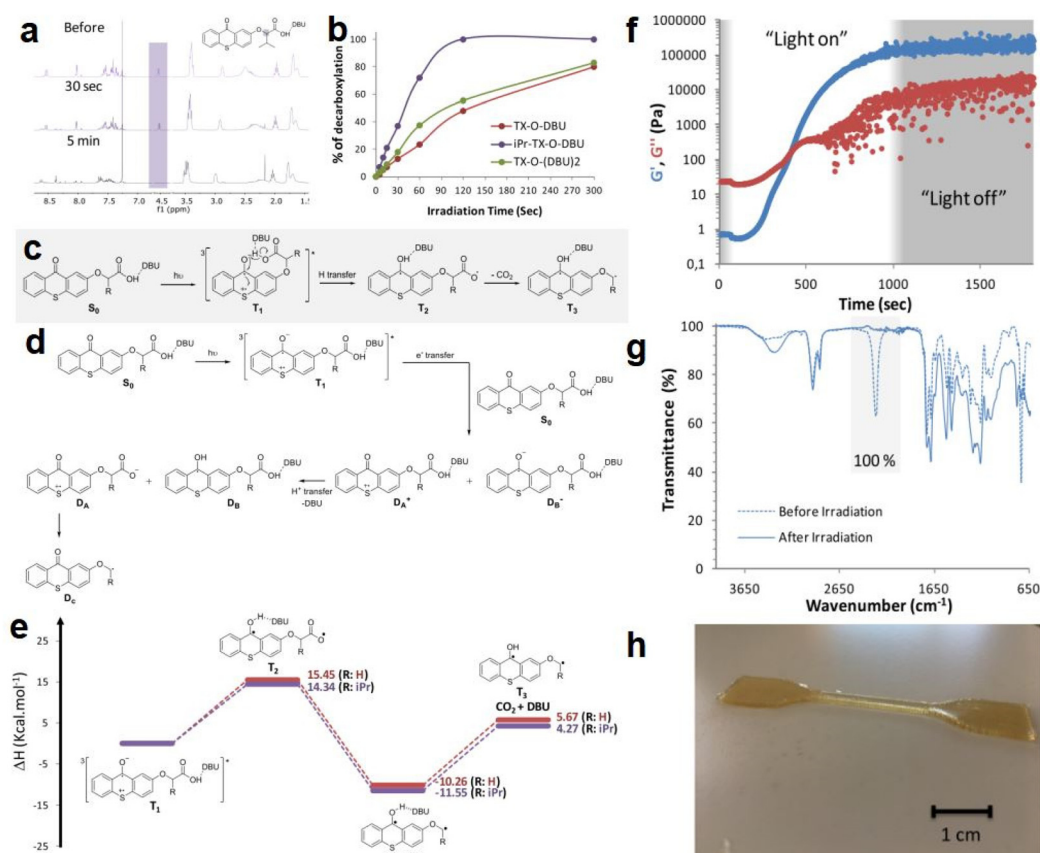 a
Before
30 sec
5 min
8.5 8.0 7.5 7.0 6.5 6.0 5.5 5.0 4.5 4.0 3.5 3.0 2.5 2.0 1.5
f1 (ppm)
DBU
O
OH
S
b
% of decarboxylation
100
80
60
40
20
0
0 30 60 90 120 150 180 210 240 270 300
Irradiation Time (Sec)
TX-O-DBU
iPr-TX-O-DBU
TX-O-(DBU)2
c
S₀
hυ
T₁
H transfer
T₂
- CO₂
T₃
d
S₀
hυ
T₁
e⁻ transfer
S₀
D_A
+
D_B
H⁺ transfer
-DBU
D_A⁺
+
D_B⁻
D_c
e
ΔH (Kcal.mol⁻¹)
25
15
5
-5
-15
-25
T₁
T₂
15.45 (R: H)
14.34 (R: iPr)
-10.26 (R: H)
-11.55 (R: iPr)
T₃
CO₂ + DBU
5.67 (R: H)
4.27 (R: iPr)
f
G', G'' (Pa)
1000000
100000
10000
1000
100
10
1
0,1
"Light on"
"Light off"
0 500 1000 1500
Time (sec)
g
Transmittance (%)
100
80
60
40
20
0
100 %
Before Irradiation
After Irradiation
3650 2650 1650 650
Wavenumber (cm⁻¹)
h
1 cm